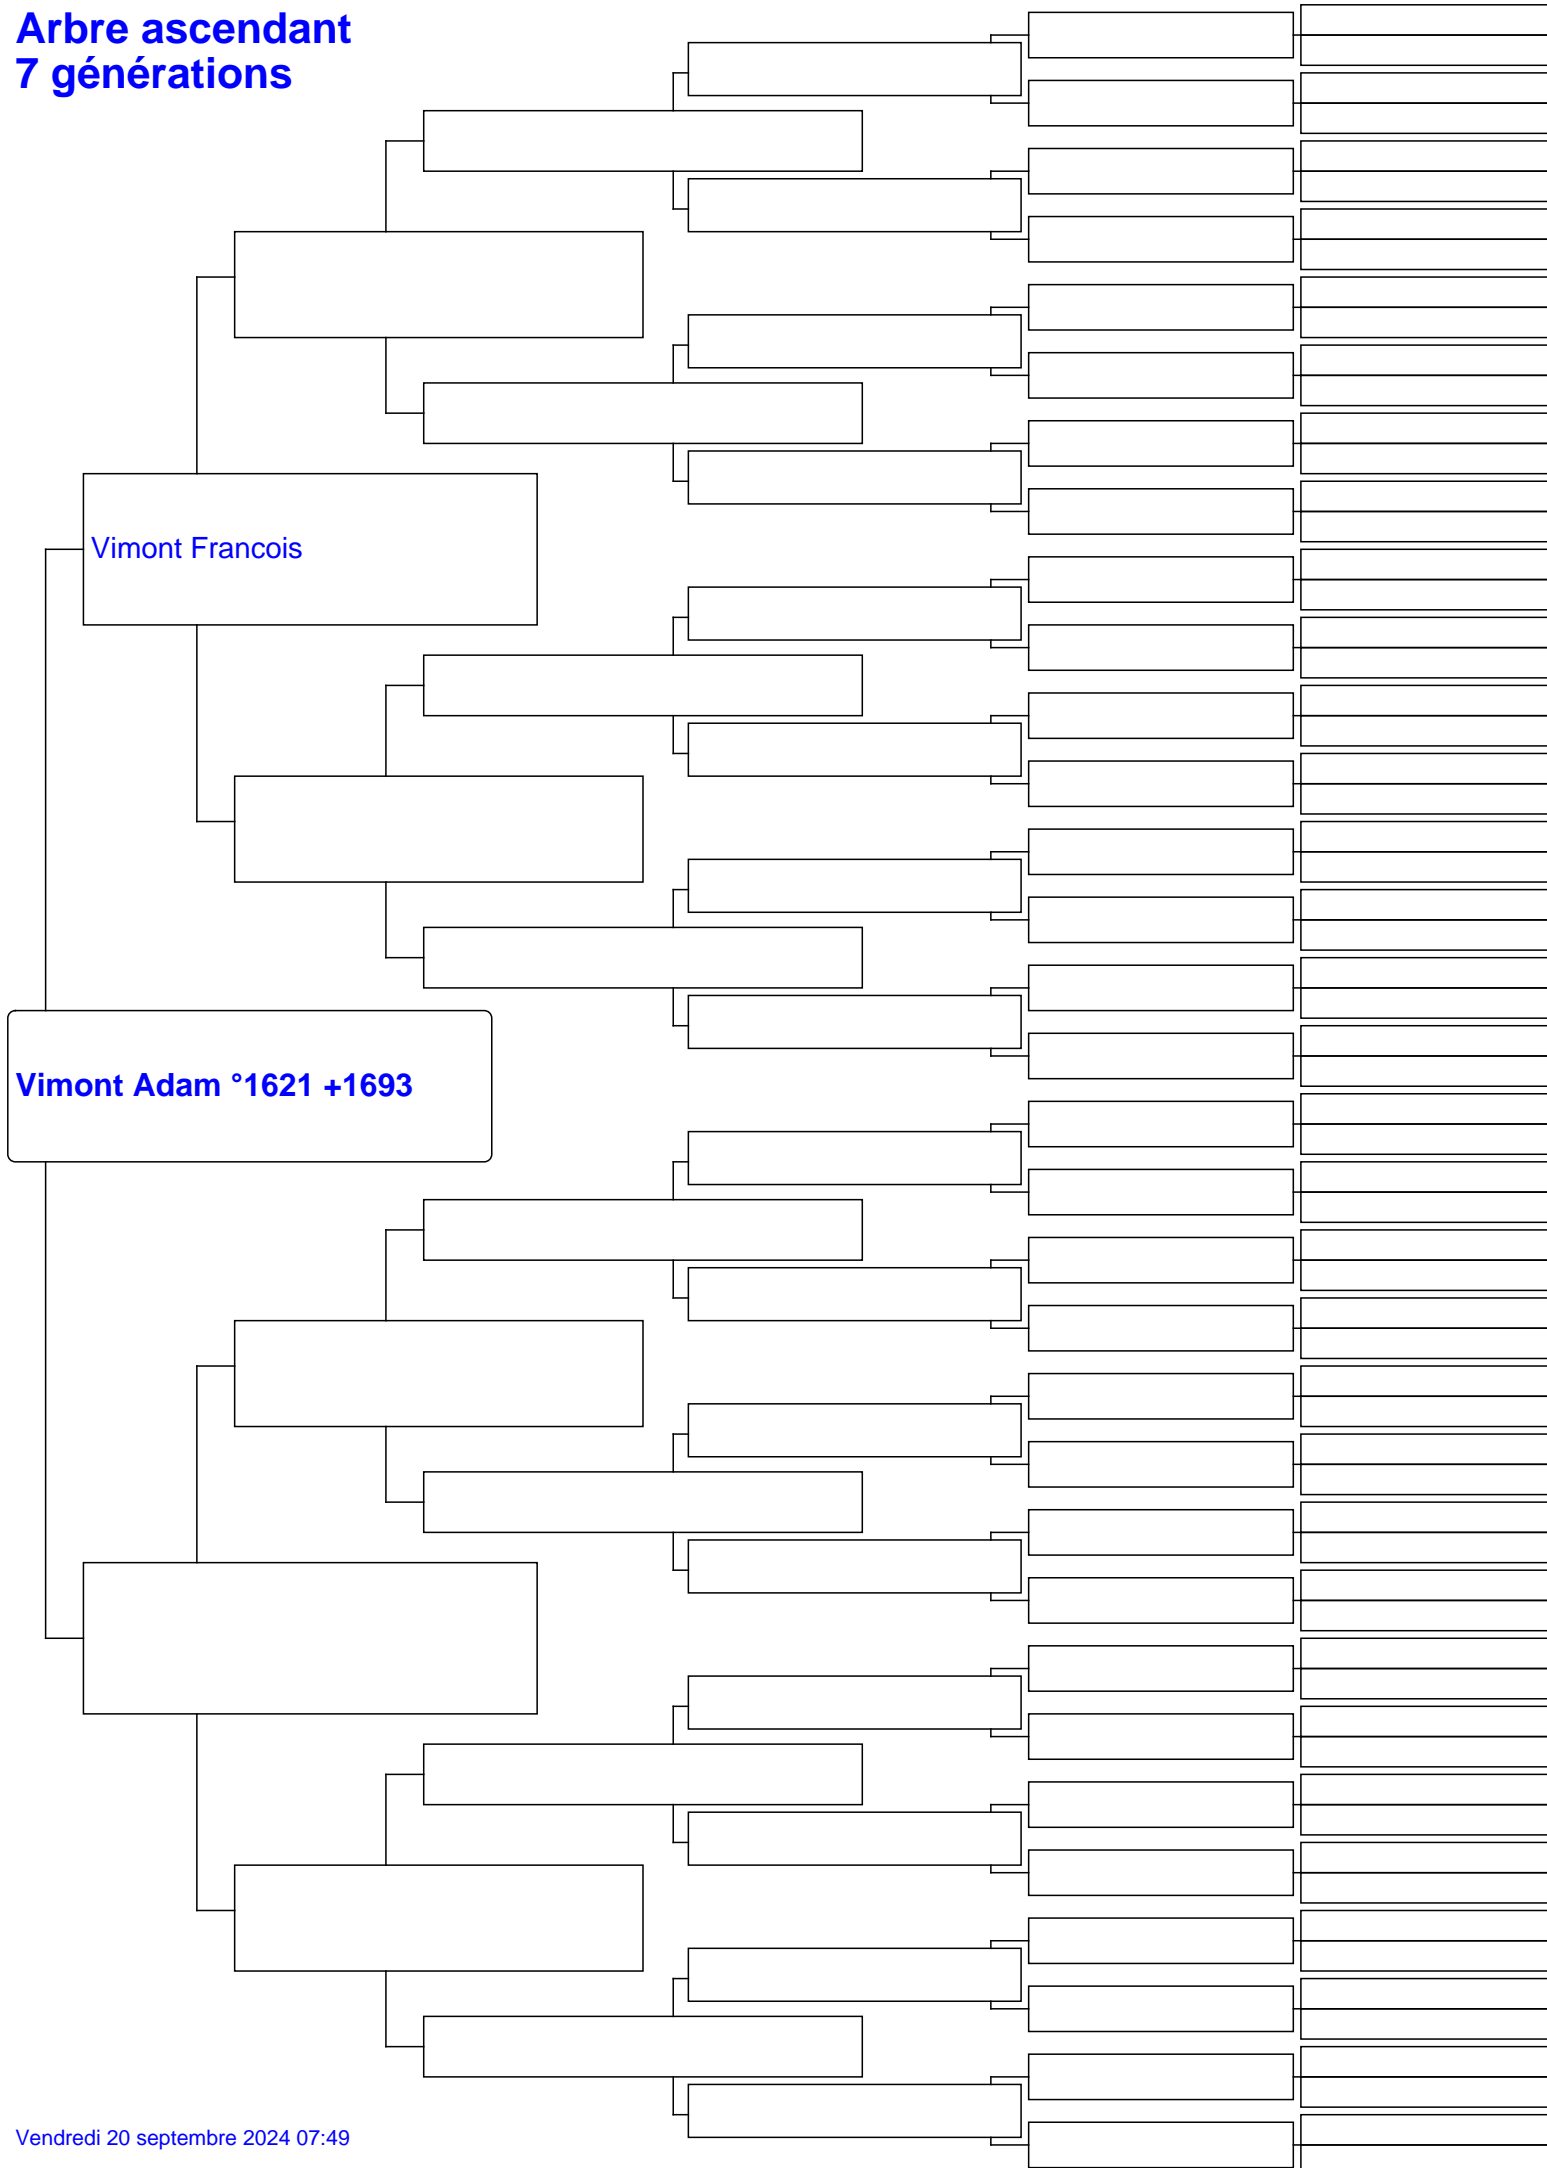 Arbre ascendant
7 générations
Vimont Francois
Vimont Adam °1621 +1693
Vendredi 20 septembre 2024 07:49